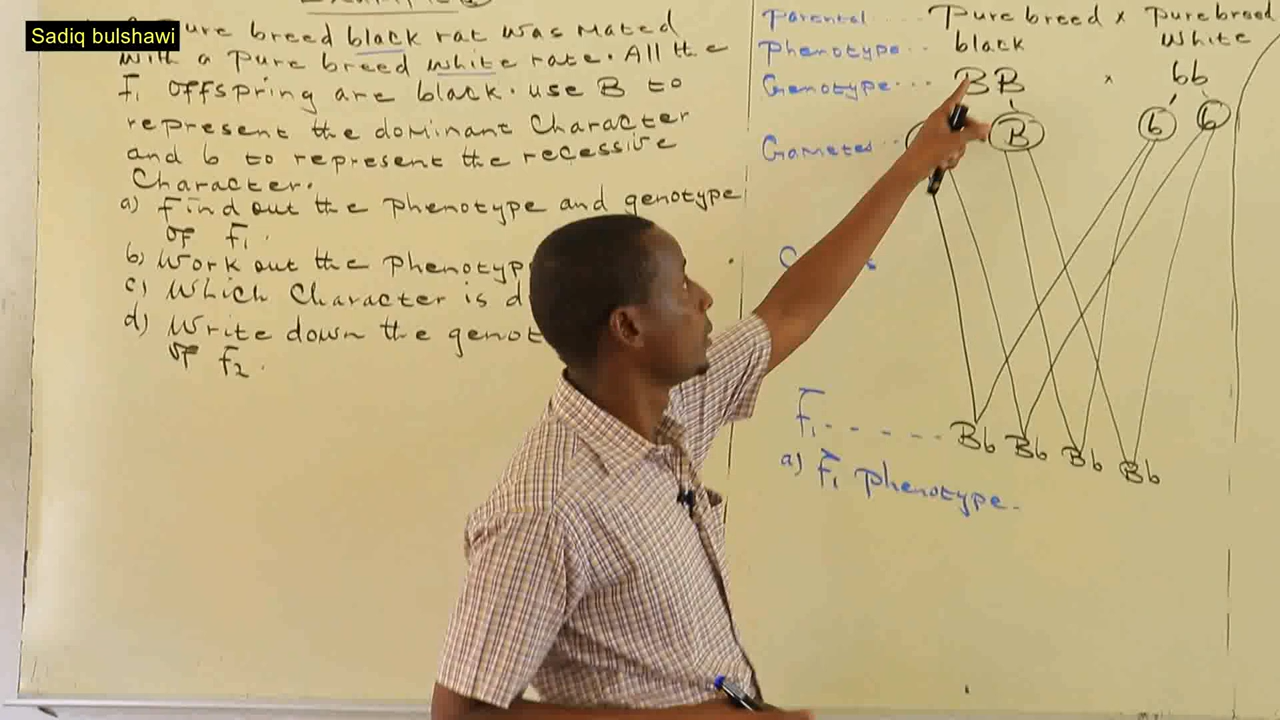 Sadiq bulshawi
Pure breed black rat was mated
with a pure breed white rate. All the
F1 offspring are black. use B to
represent the dominant Character
and b to represent the recessive
Character.
a) Find out the phenotype and genotype
of F1.
b) Work out the phenotyp
c) Which Character is d
d) Write down the genot
of F2.
Parental .... Pure breed x pure breed
Phenotype .. black white
Genotype ... BB x bb
Gametes .. B b b
F1 - - - - - Bb Bb Bb Bb
a) F1 phenotype.